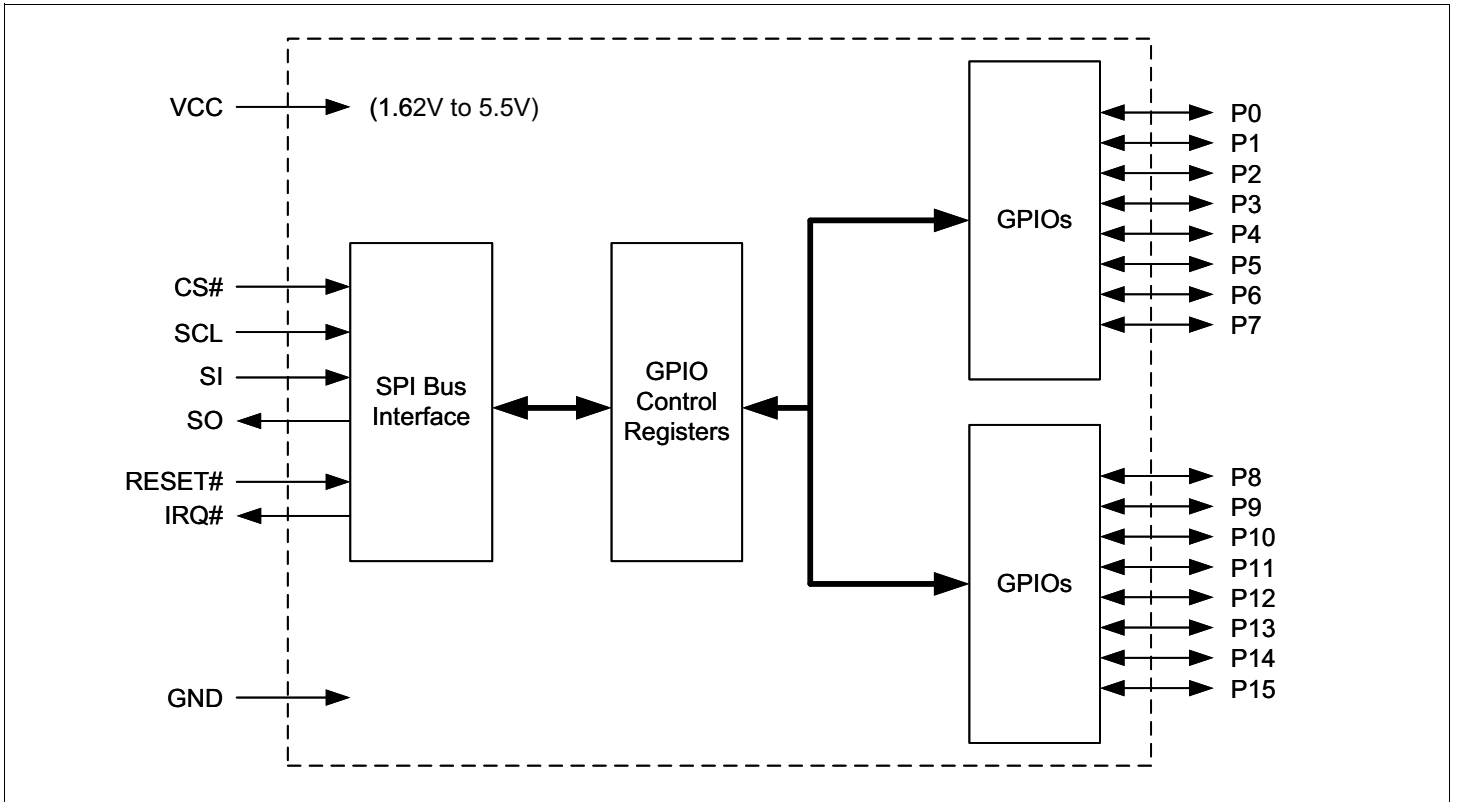 VCC
(1.62V to 5.5V)
CS#
SCL
SI
SO
RESET#
IRQ#
GND
SPI Bus
Interface
GPIO
Control
Registers
GPIOs
P0
P1
P2
P3
P4
P5
P6
P7
GPIOs
P8
P9
P10
P11
P12
P13
P14
P15